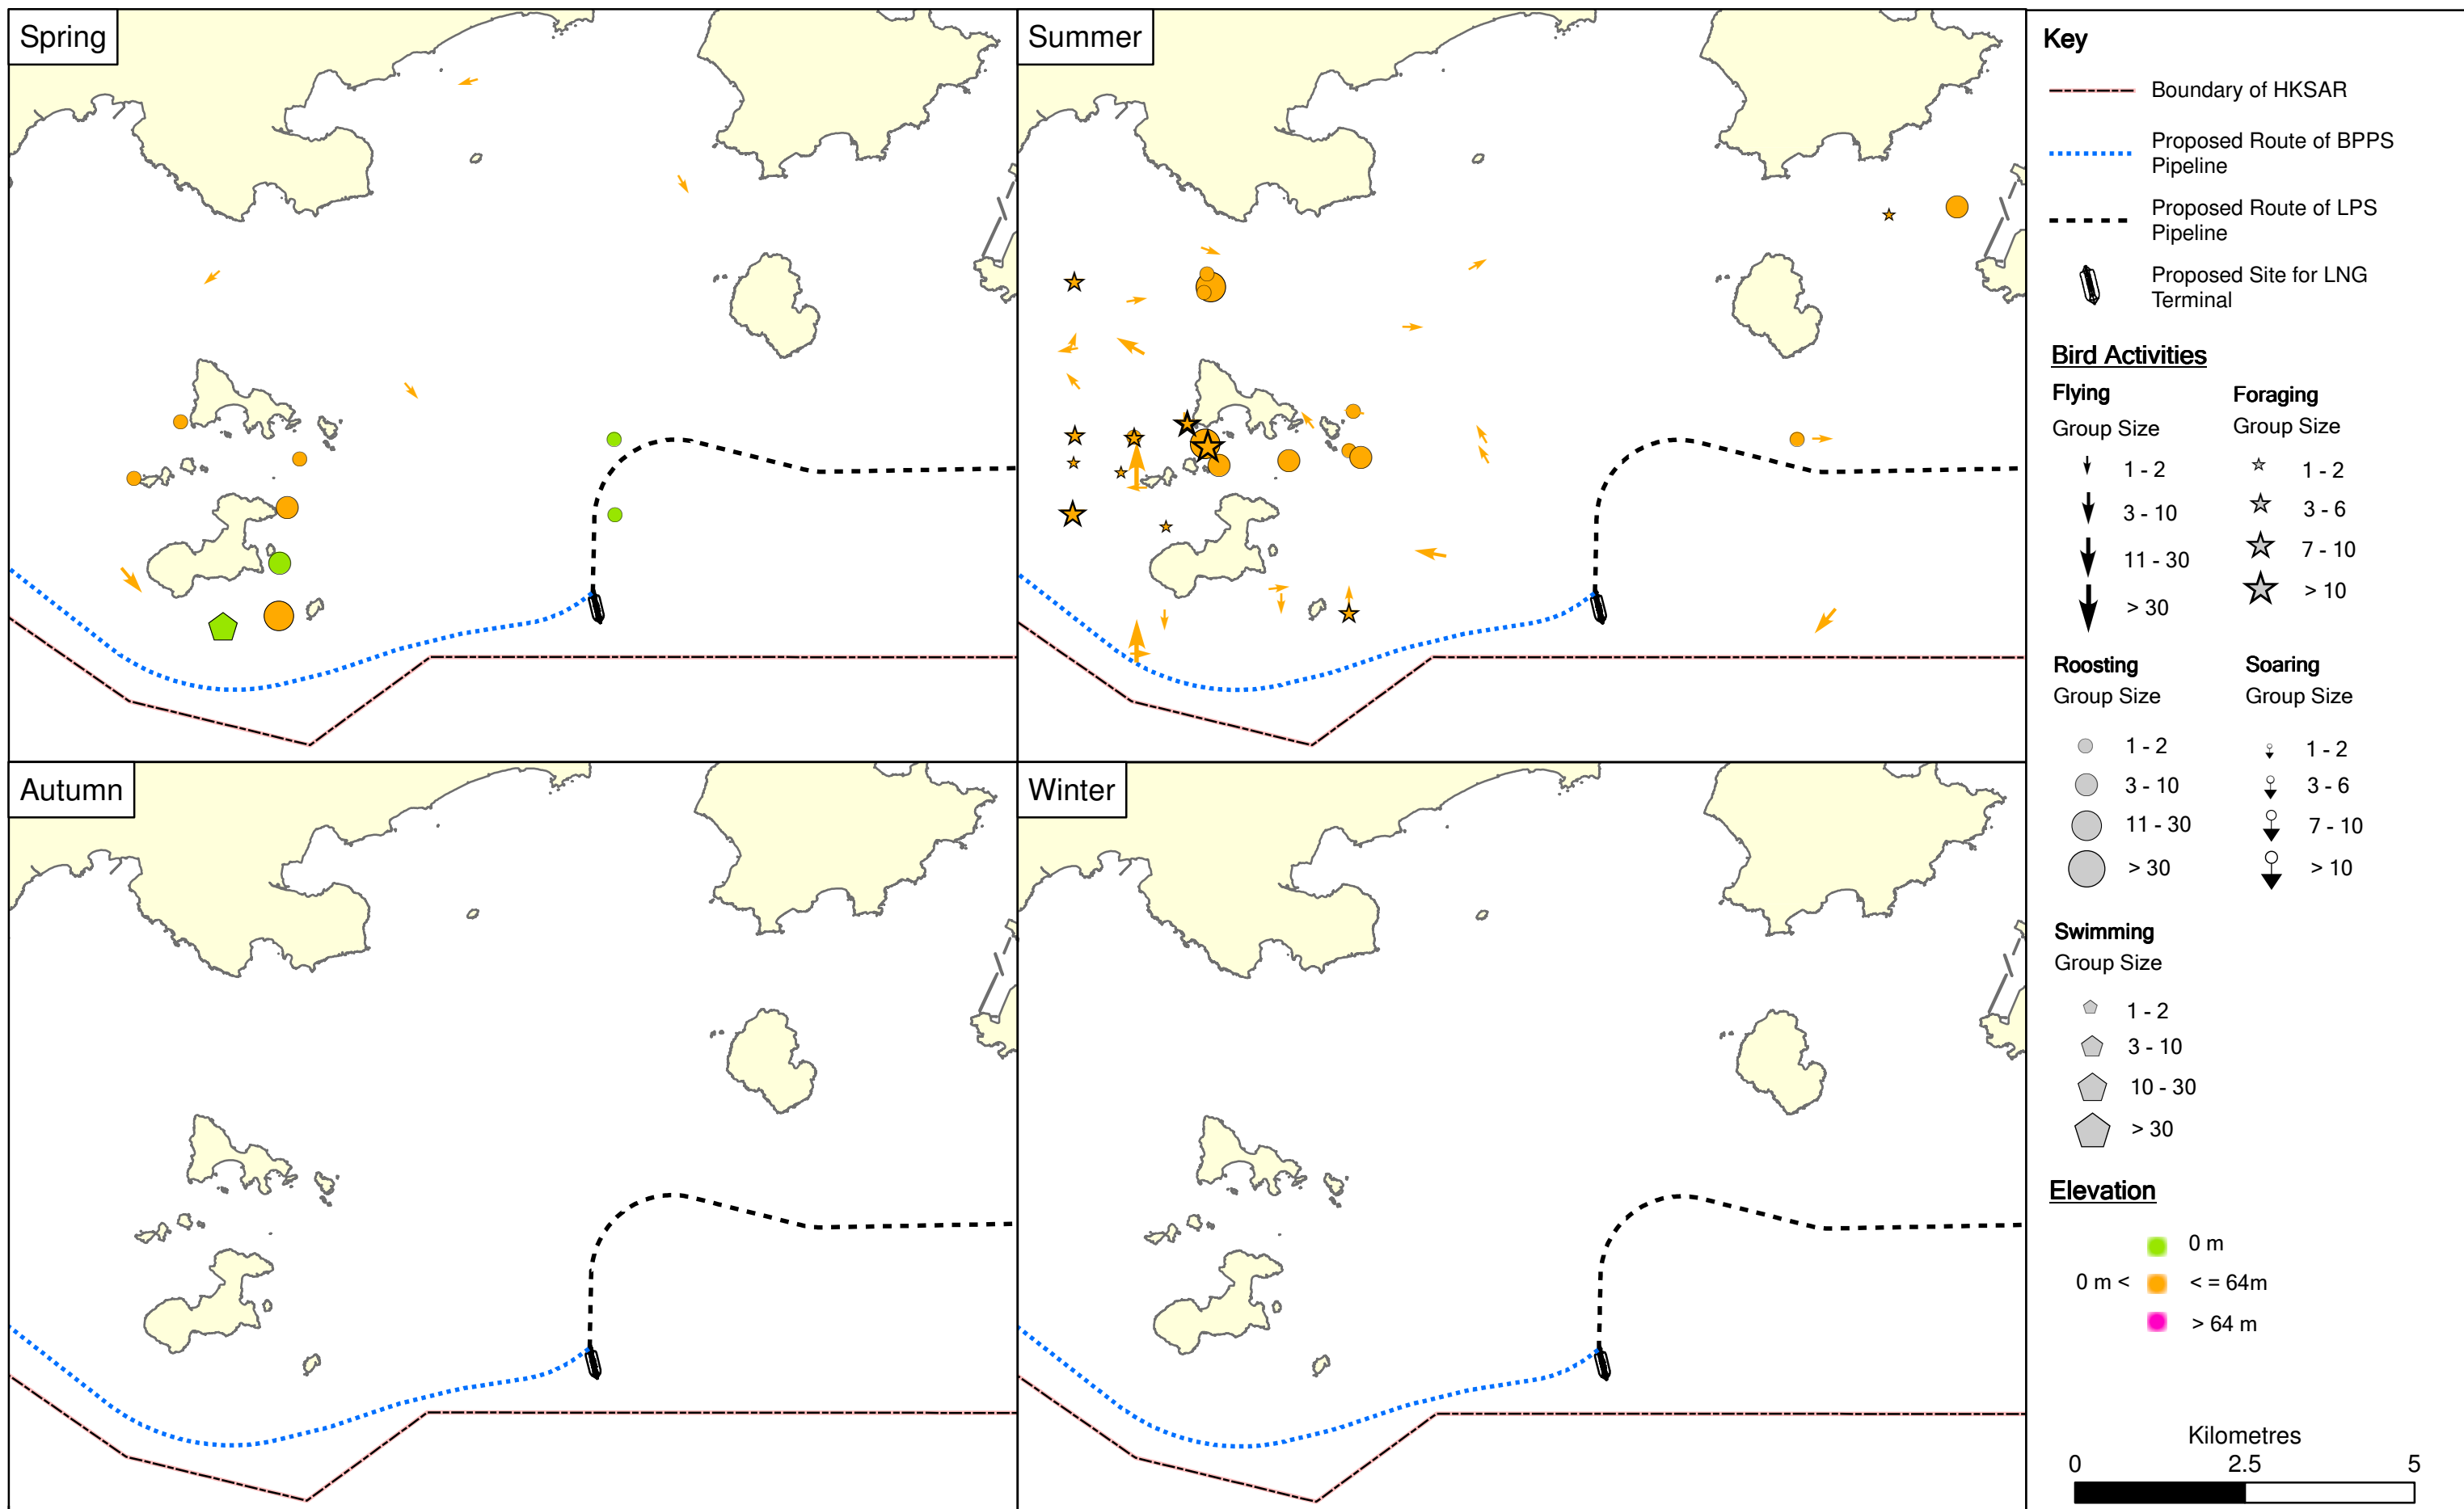 Spring
Summer
Autumn
Winter
Key
Boundary of HKSAR
Proposed Route of BPPS
Pipeline
Proposed Route of LPS
Pipeline
Proposed Site for LNG
Terminal
Bird Activities
Flying
Group Size
1 - 2
3 - 10
11 - 30
> 30
Foraging
Group Size
1 - 2
3 - 6
7 - 10
> 10
Roosting
Group Size
1 - 2
3 - 10
11 - 30
> 30
Soaring
Group Size
1 - 2
3 - 6
7 - 10
> 10
Swimming
Group Size
1 - 2
3 - 10
10 - 30
> 30
Elevation
0 m
0 m < < = 64m
> 64 m
Kilometres
0 2.5 5